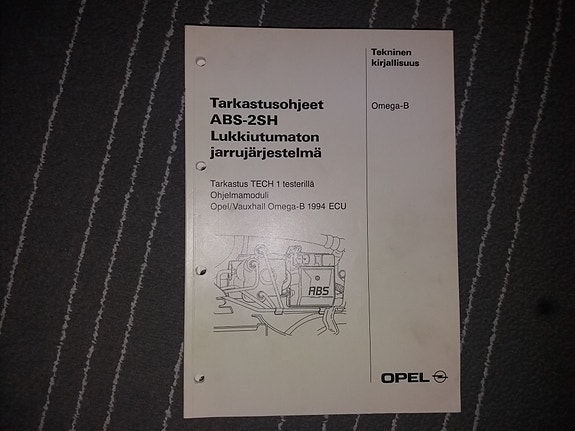 Tekninen
kirjallisuus
Omega-B
Tarkastusohjeet
ABS-2SH
Lukkiutumaton
jarrujärjestelmä
Tarkastus TECH 1 testerillä
Ohjelmamoduli
Opel/Vauxhall Omega-B 1994 ECU
ABS
OPEL